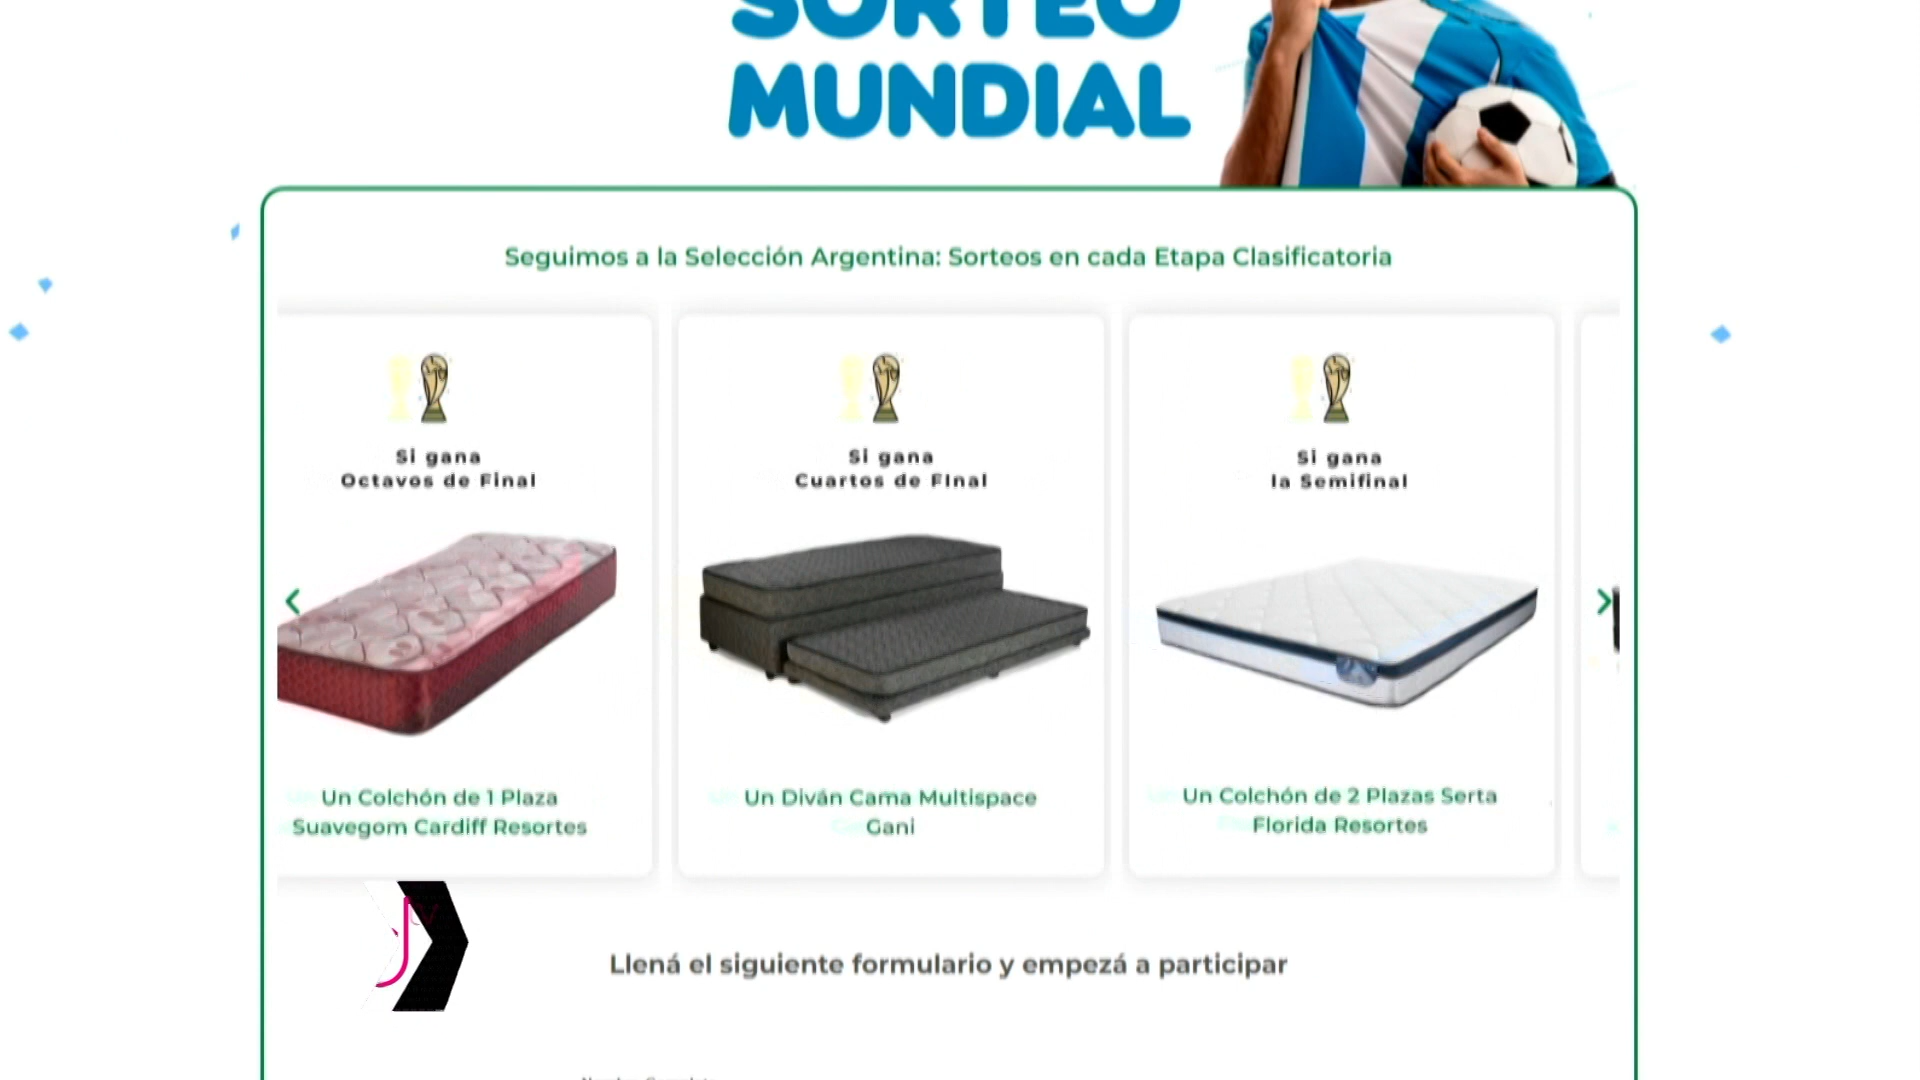 SORTEO
MUNDIAL
Seguimos a la Selección Argentina: Sorteos en cada Etapa Clasificatoria
Si gana
Octavos de Final
Si gana
Cuartos de FInal
Si gana
la Semifinal
Un Colchón de 1 Plaza
Suavegom Cardiff Resortes
Un Diván Cama Multispace
Gani
Un Colchón de 2 Plazas Serta
Florida Resortes
Llená el siguiente formulario y empezá a participar